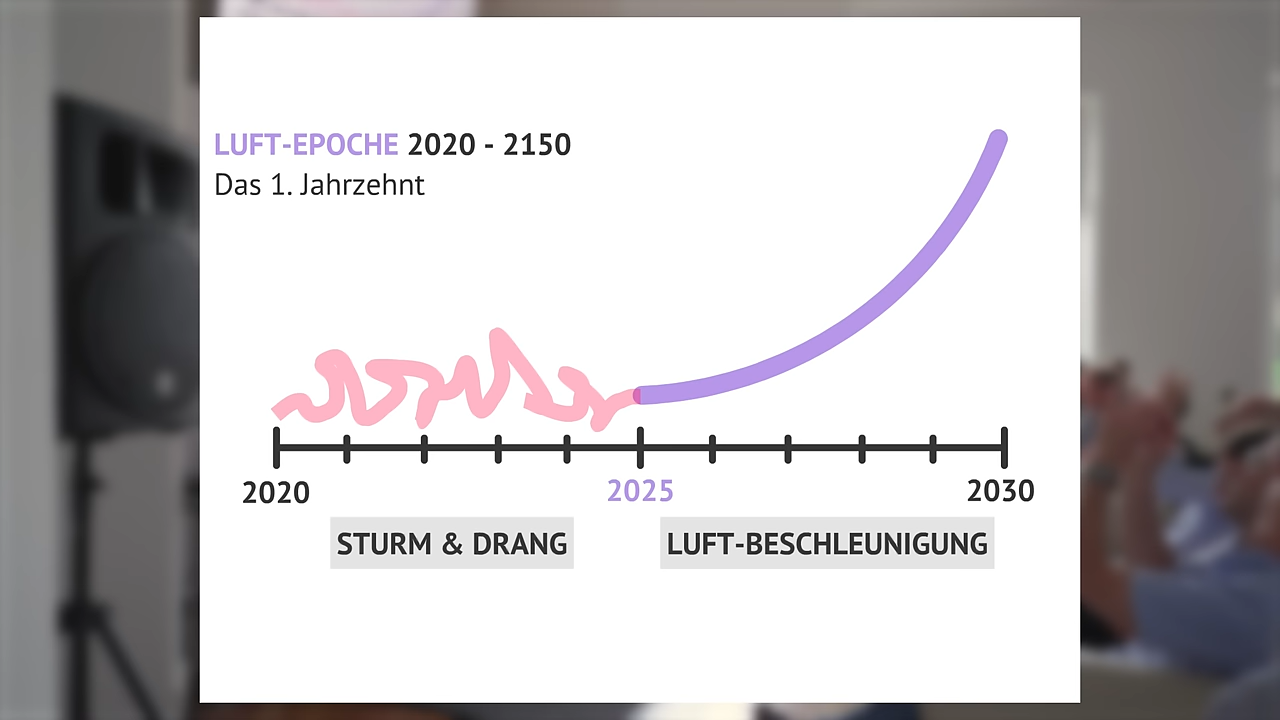 LUFT-EPOCHE 2020 - 2150
Das 1. Jahrzehnt
2020
2025
2030
STURM & DRANG
LUFT-BESCHLEUNIGUNG